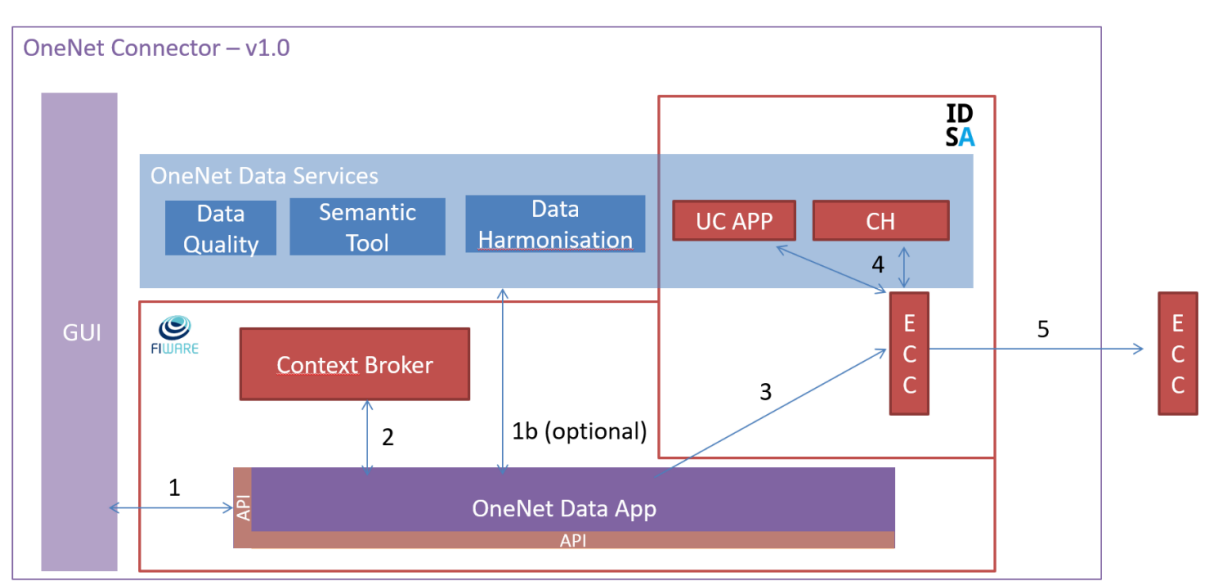 OneNet Connector – v1.0
ID
SA
OneNet Data Services
Data
Quality
Semantic
Tool
Data
Harmonisation
UC APP
CH
4
GUI
FIWARE
Context Broker
E
C
C
5
E
C
C
3
2
1b (optional)
1
API
OneNet Data App
API